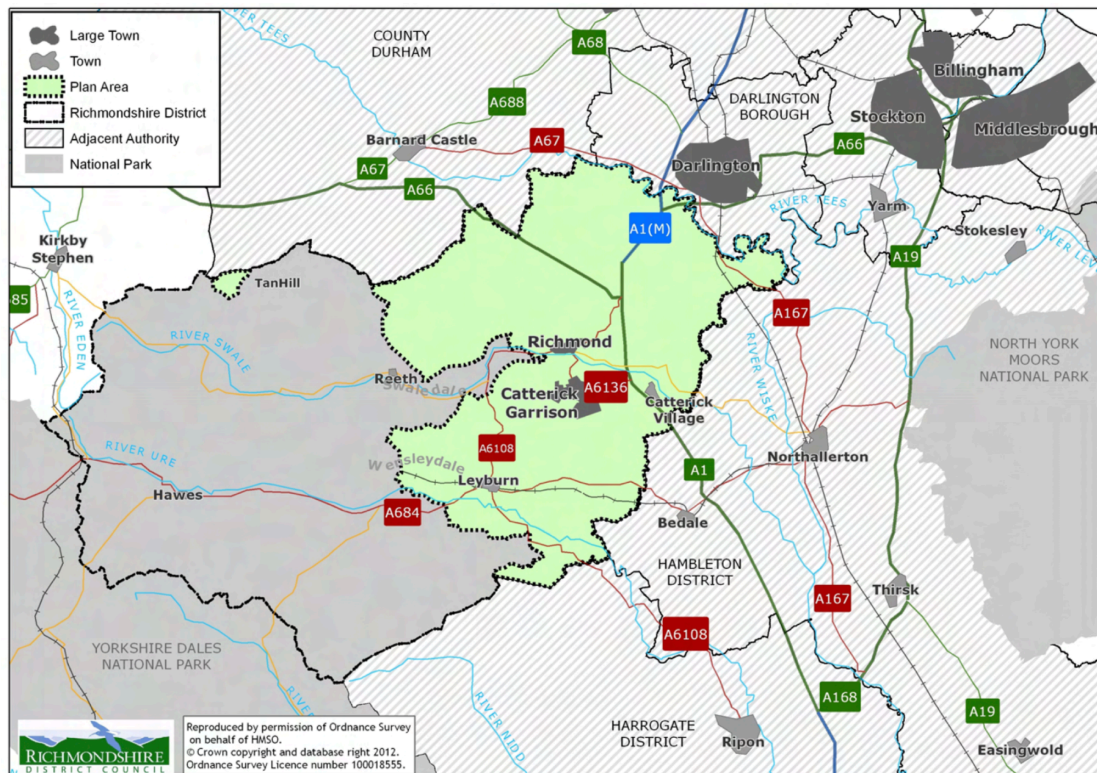 Large Town
Town
Plan Area
Richmondshire District
Adjacent Authority
National Park
RIVER TEES
COUNTY
DURHAM
A68
A688
DARLINGTON
BOROUGH
Billingham
Stockton
Middlesbrough
Barnard Castle
A67
A67
A66
Darlington
A66
A1(M)
RIVER TEES
Yarm
Stokesley
RIVER LEV
Kirkby
Stephen
TanHill
A19
85
RIVER EDEN
RIVER SWALE
A167
Richmond
NORTH YORK
MOORS
NATIONAL PARK
Reeth
Swaledale
Catterick
Garrison
A6136
Catterick
Village
RIVER WISKE
RIVER URE
A6108
Wensleydale
Northallerton
A1
Hawes
Leyburn
A684
Bedale
HAMBLETON
DISTRICT
Thirsk
A167
YORKSHIRE DALES
NATIONAL PARK
A6108
RIVER
RIVER NIDD
A168
A19
HARROGATE
DISTRICT
Ripon
Easingwold
RICHMONDSHIRE
DISTRICT COUNCIL
Reproduced by permission of Ordnance Survey
on behalf of HMSO.
© Crown copyright and database right 2012.
Ordnance Survey Licence number 100018555.